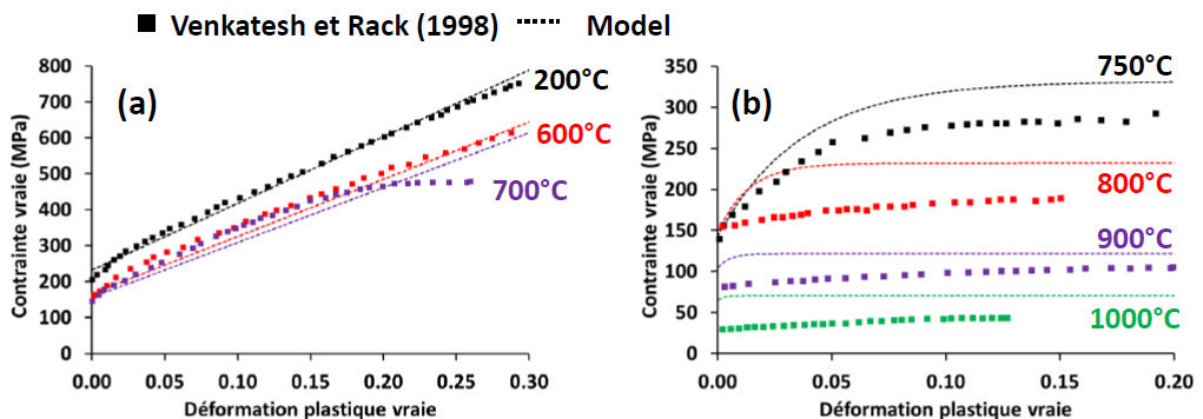 Venkatesh et Rack (1998) Model
(a)
800
700
600
500
400
300
200
100
0
Contrainte vraie (MPa)
200°C
600°C
700°C
0.00 0.05 0.10 0.15 0.20 0.25 0.30
Déformation plastique vraie
(b)
350
300
250
200
150
100
50
0
Contrainte vraie (MPa)
750°C
800°C
900°C
1000°C
0.00 0.05 0.10 0.15 0.20
Déformation plastique vraie